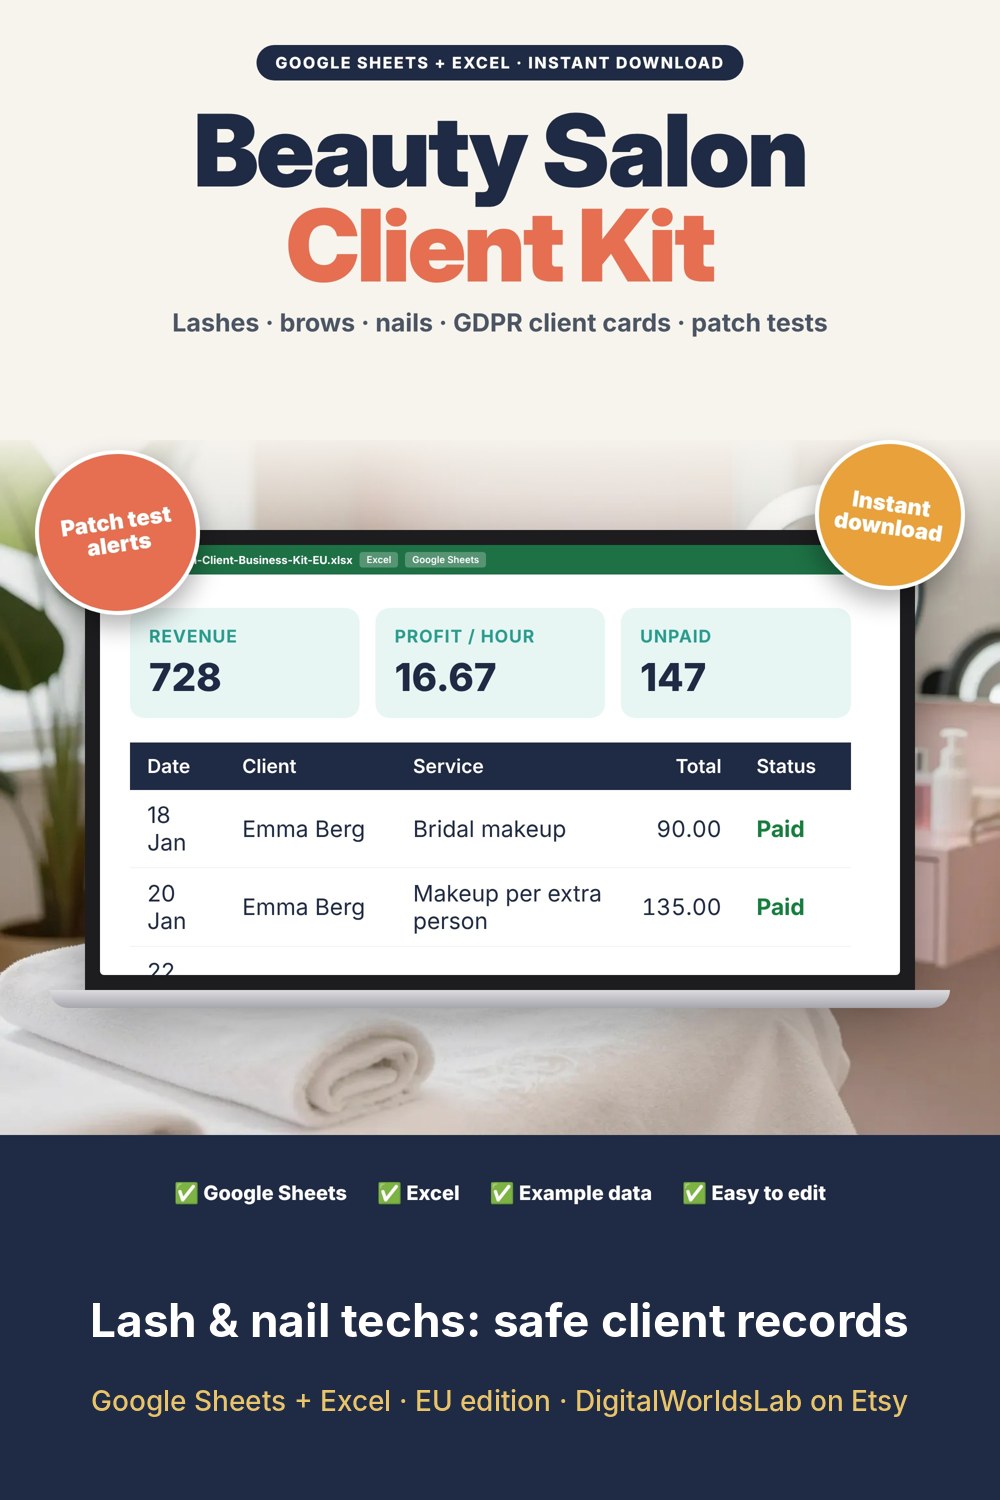 GOOGLE SHEETS + EXCEL · INSTANT DOWNLOAD
Beauty Salon
Client Kit
Lashes · brows · nails · GDPR client cards · patch tests
Patch test
alerts
Instant
download
-Client-Business-Kit-EU.xlsx Excel Google Sheets
REVENUE PROFIT / HOUR UNPAID
728 16.67 147
Date Client Service Total Status
18
Jan Emma Berg Bridal makeup 90.00 Paid
20
Jan Emma Berg Makeup per extra
person 135.00 Paid
22
✅ Google Sheets ✅ Excel ✅ Example data ✅ Easy to edit
Lash & nail techs: safe client records
Google Sheets + Excel · EU edition · DigitalWorldsLab on Etsy